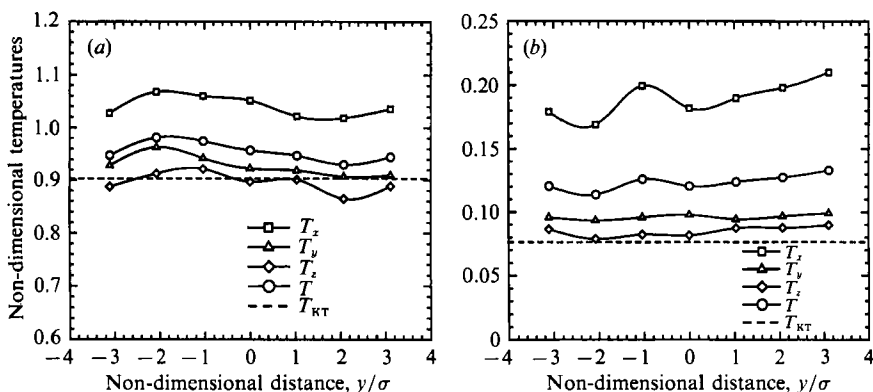 (a)
Non-dimensional temperatures
1.2
1.1
1.0
0.9
0.8
0.7
0.6
T_x
T_y
T_z
T
T_KT
−4 −3 −2 −1 0 1 2 3 4
Non-dimensional distance, y/σ
(b)
0.25
0.20
0.15
0.10
0.05
0
T_x
T_y
T_z
T
T_KT
−4 −3 −2 −1 0 1 2 3 4
Non-dimensional distance, y/σ